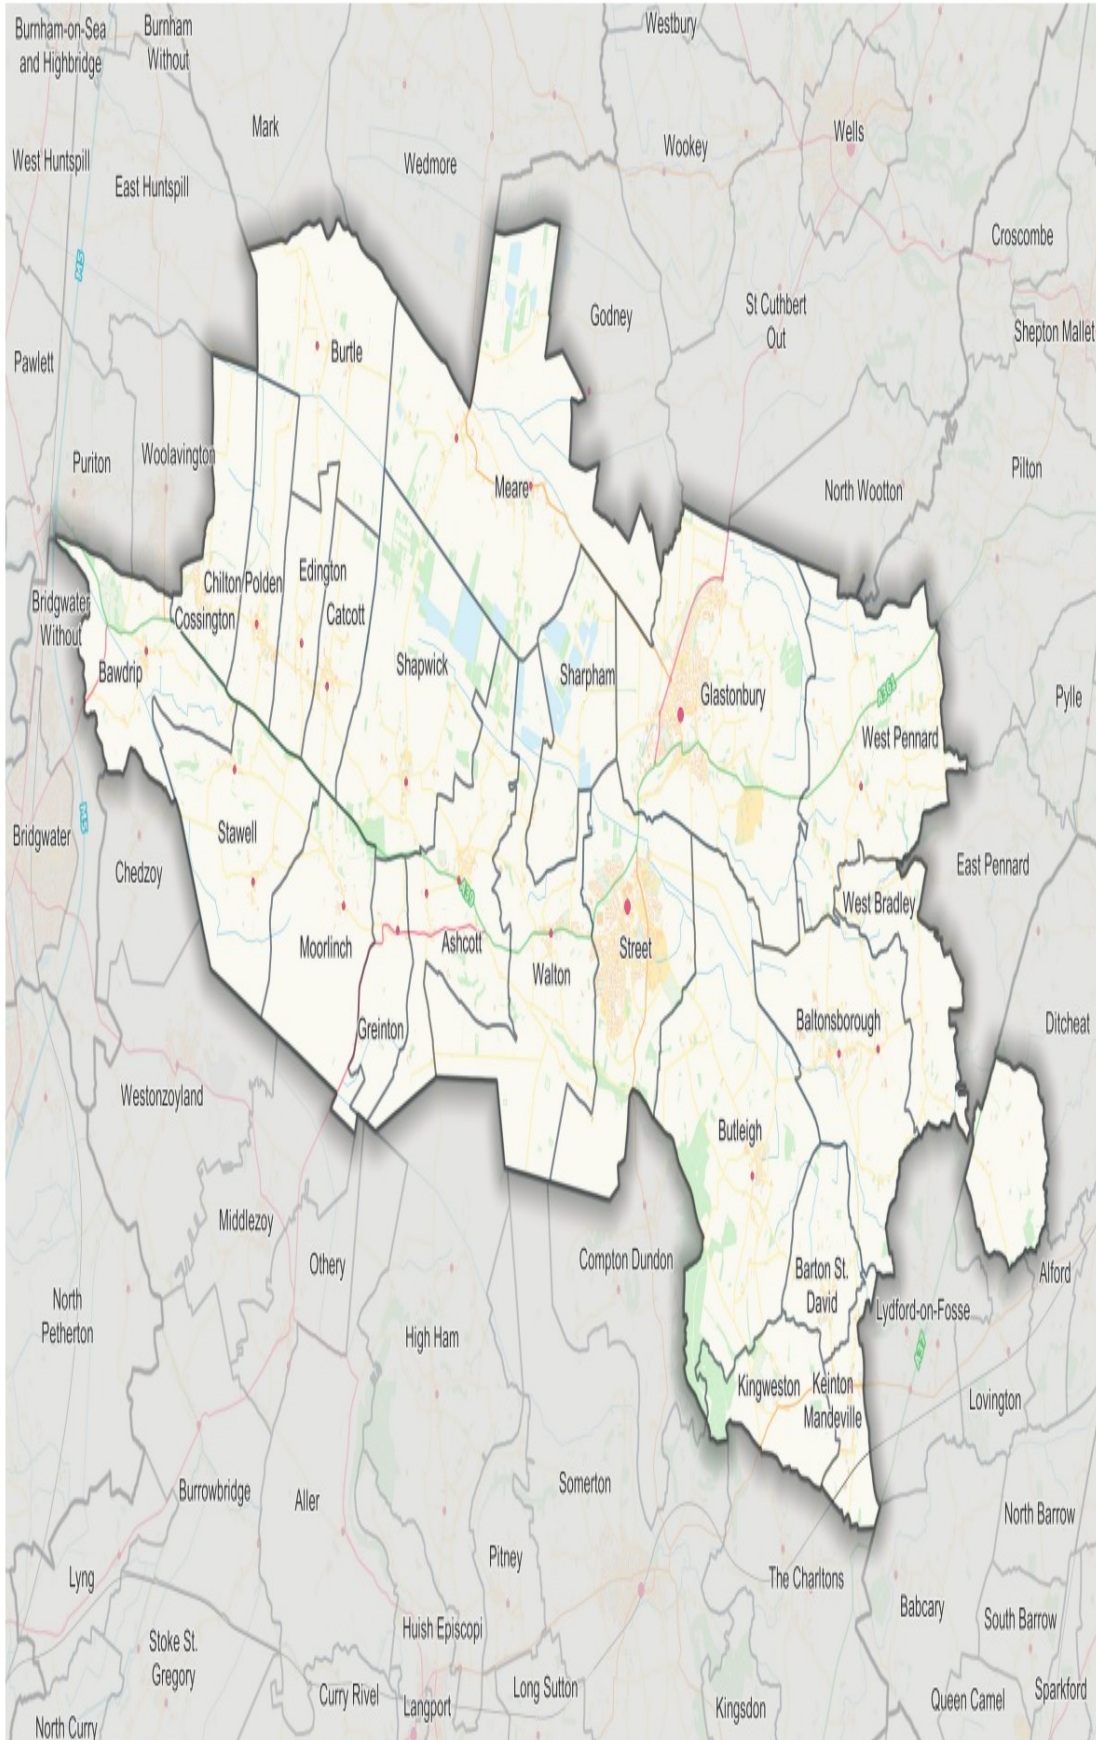 Burnham-on-Sea
and Highbridge
Burnham
Without
Westbury
Mark
Wells
West Huntspill
East Huntspill
Wedmore
Wookey
Croscombe
M5
Godney
St Cuthbert
Out
Shepton Mallet
Pawlett
Burtle
Puriton
Woolavington
Meare
North Wootton
Pilton
Bridgwater
Without
Chilton Polden
Cossington
Edington
Catcott
Bawdrip
Shapwick
Sharpham
Glastonbury
A361
Pylle
West Pennard
Bridgwater
M5
Stawell
Chedzoy
A39
East Pennard
West Bradley
Moorlinch
Ashcott
Walton
Street
Greinton
Baltonsborough
Ditcheat
Westonzoyland
Butleigh
Middlezoy
Othery
Compton Dundon
Barton St.
David
Alford
North
Petherton
High Ham
Lydford-on-Fosse
A37
Kingweston
Keinton
Mandeville
Lovington
Burrowbridge
Aller
Somerton
North Barrow
Lyng
Pitney
The Charltons
Babcary
South Barrow
Stoke St.
Gregory
Huish Episcopi
Curry Rivel
Langport
Long Sutton
Kingsdon
Queen Camel
Sparkford
North Curry